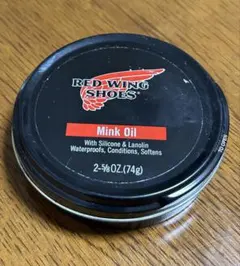 RED WING
SHOES
Mink Oil
With Silicone & Lanolin
Waterproofs, Conditions, Softens
2-5/8 OZ. (74g)